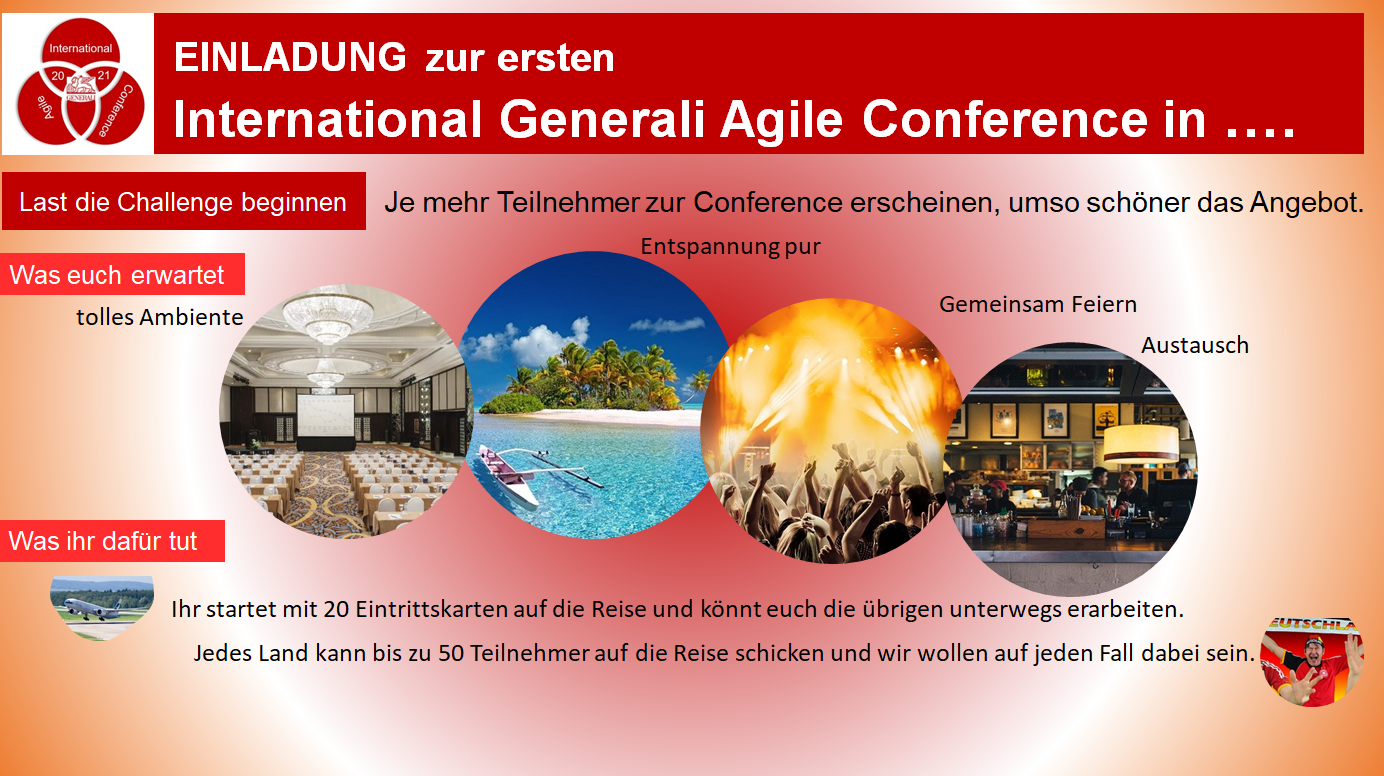 International
20 21
GENERALI
Agile
Conference
EINLADUNG zur ersten
International Generali Agile Conference in ….
Last die Challenge beginnen
Je mehr Teilnehmer zur Conference erscheinen, umso schöner das Angebot.
Entspannung pur
Was euch erwartet
tolles Ambiente
Gemeinsam Feiern
Austausch
Was ihr dafür tut
Ihr startet mit 20 Eintrittskarten auf die Reise und könnt euch die übrigen unterwegs erarbeiten.
EUTSCHLA
Jedes Land kann bis zu 50 Teilnehmer auf die Reise schicken und wir wollen auf jeden Fall dabei sein.